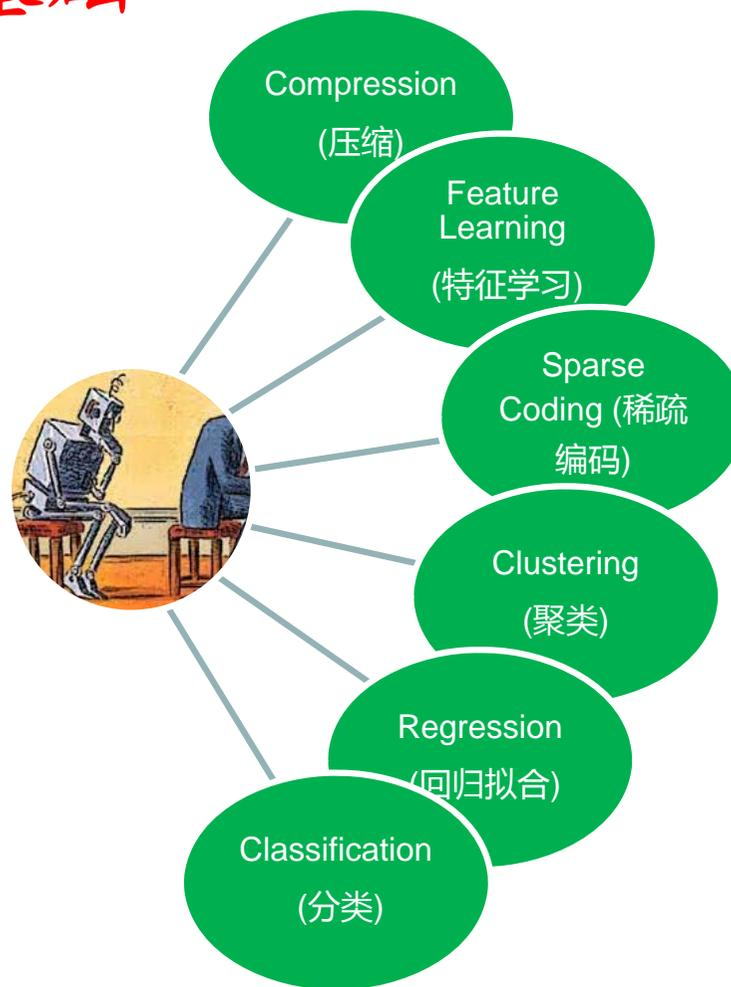 Compression
(压缩)
Feature
Learning
(特征学习)
Sparse
Coding (稀疏
编码)
Clustering
(聚类)
Regression
(回归拟合)
Classification
(分类)